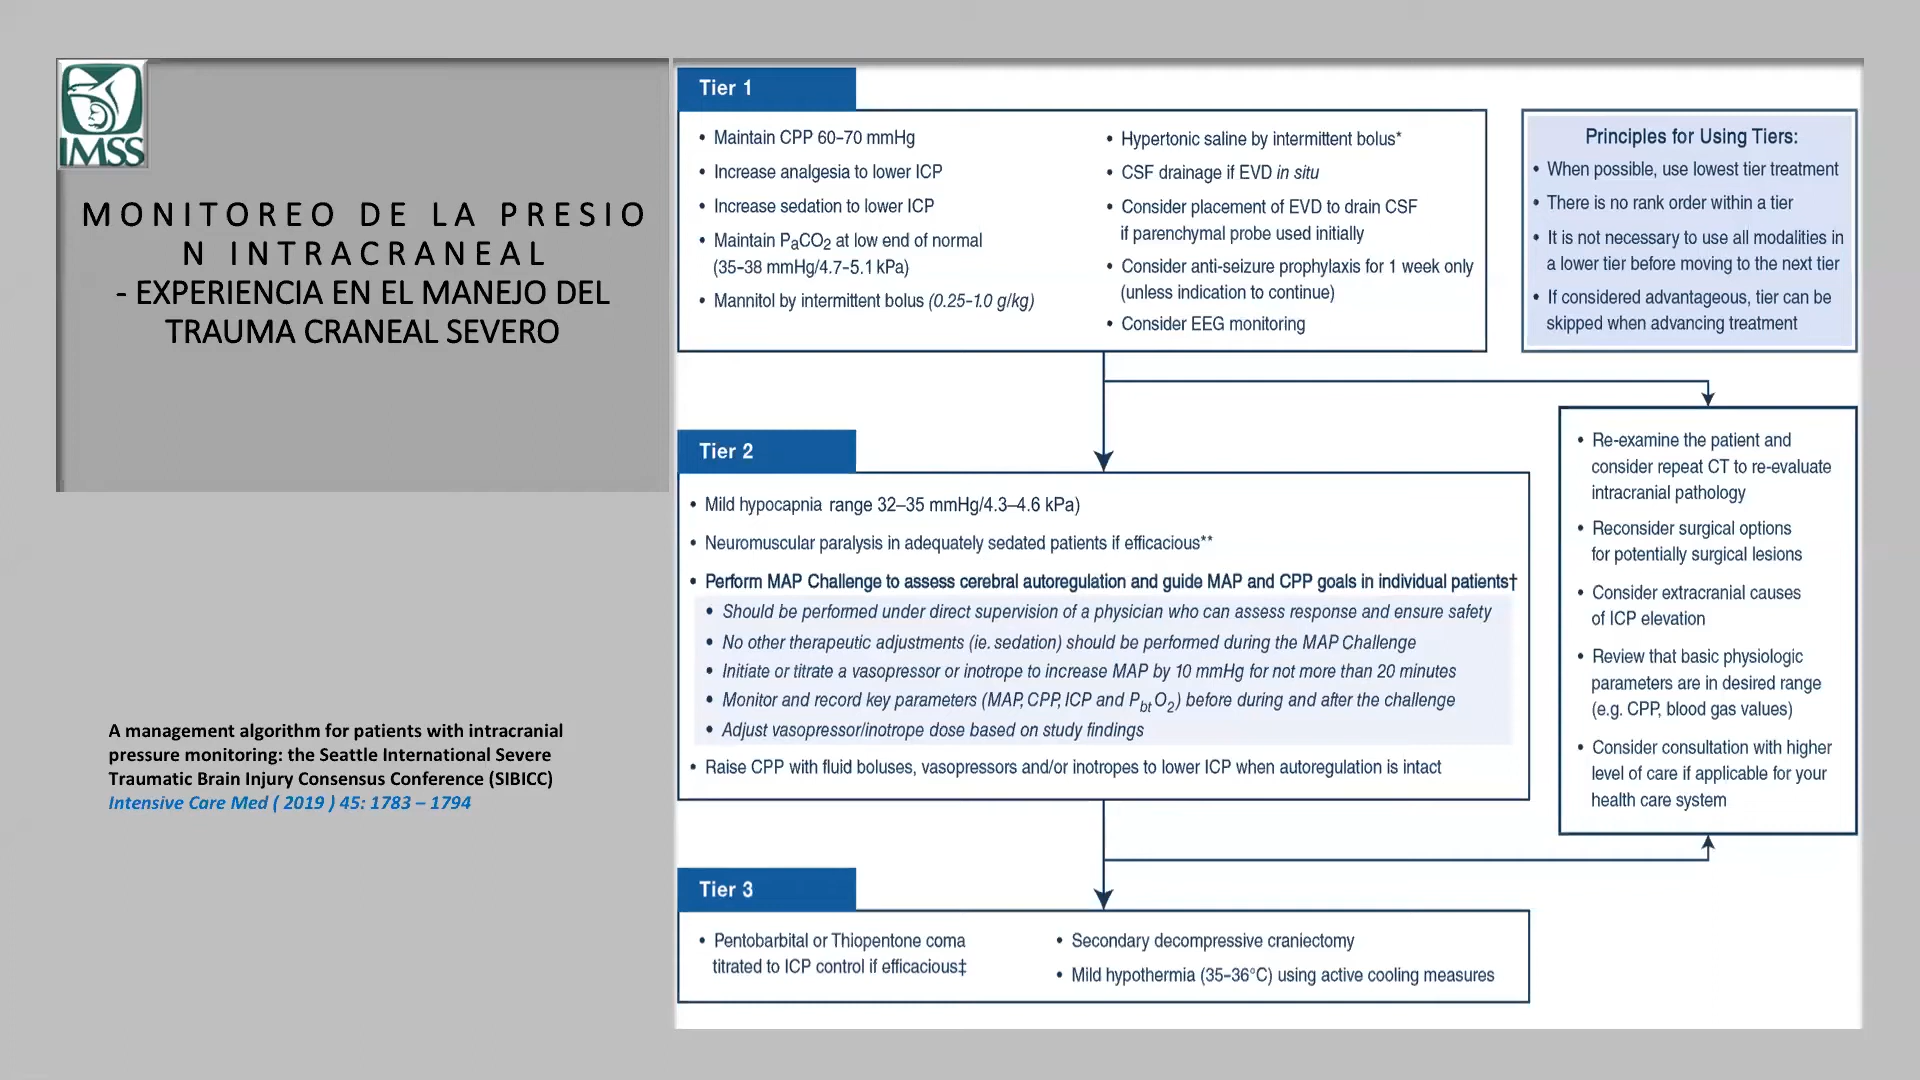 IMSS
MONITOREO DE LA PRESIO
N INTRACRANEAL
- EXPERIENCIA EN EL MANEJO DEL
TRAUMA CRANEAL SEVERO
A management algorithm for patients with intracranial
pressure monitoring: the Seattle International Severe
Traumatic Brain Injury Consensus Conference (SIBICC)
Intensive Care Med ( 2019 ) 45: 1783 – 1794
Tier 1
• Maintain CPP 60–70 mmHg
• Increase analgesia to lower ICP
• Increase sedation to lower ICP
• Maintain PaCO2 at low end of normal
(35–38 mmHg/4.7–5.1 kPa)
• Mannitol by intermittent bolus (0.25–1.0 g/kg)
• Hypertonic saline by intermittent bolus*
• CSF drainage if EVD in situ
• Consider placement of EVD to drain CSF
if parenchymal probe used initially
• Consider anti-seizure prophylaxis for 1 week only
(unless indication to continue)
• Consider EEG monitoring
Principles for Using Tiers:
• When possible, use lowest tier treatment
• There is no rank order within a tier
• It is not necessary to use all modalities in
a lower tier before moving to the next tier
• If considered advantageous, tier can be
skipped when advancing treatment
Tier 2
• Mild hypocapnia range 32–35 mmHg/4.3–4.6 kPa)
• Neuromuscular paralysis in adequately sedated patients if efficacious**
• Perform MAP Challenge to assess cerebral autoregulation and guide MAP and CPP goals in individual patients†
• Should be performed under direct supervision of a physician who can assess response and ensure safety
• No other therapeutic adjustments (ie. sedation) should be performed during the MAP Challenge
• Initiate or titrate a vasopressor or inotrope to increase MAP by 10 mmHg for not more than 20 minutes
• Monitor and record key parameters (MAP, CPP, ICP and PbtO2) before during and after the challenge
• Adjust vasopressor/inotrope dose based on study findings
• Raise CPP with fluid boluses, vasopressors and/or inotropes to lower ICP when autoregulation is intact
• Re-examine the patient and
consider repeat CT to re-evaluate
intracranial pathology
• Reconsider surgical options
for potentially surgical lesions
• Consider extracranial causes
of ICP elevation
• Review that basic physiologic
parameters are in desired range
(e.g. CPP, blood gas values)
• Consider consultation with higher
level of care if applicable for your
health care system
Tier 3
• Pentobarbital or Thiopentone coma
titrated to ICP control if efficacious‡
• Secondary decompressive craniectomy
• Mild hypothermia (35–36°C) using active cooling measures